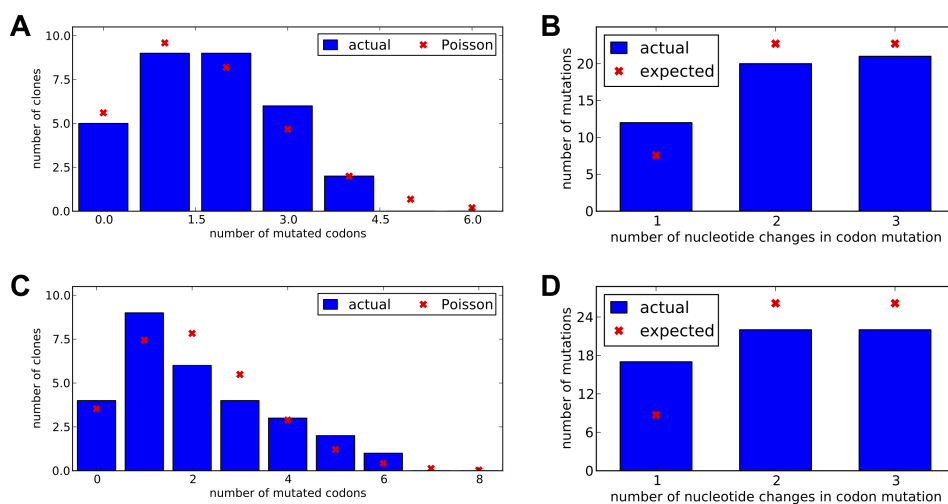 A
number of clones
10.0
7.5
5.0
2.5
0.0
actual
Poisson
0.0 1.5 3.0 4.5 6.0
number of mutated codons
B
number of mutations
20
15
10
5
0
actual
expected
1 2 3
number of nucleotide changes in codon mutation
C
number of clones
10.0
7.5
5.0
2.5
0.0
actual
Poisson
0 2 4 6 8
number of mutated codons
D
number of mutations
24
18
12
6
0
actual
expected
1 2 3
number of nucleotide changes in codon mutation